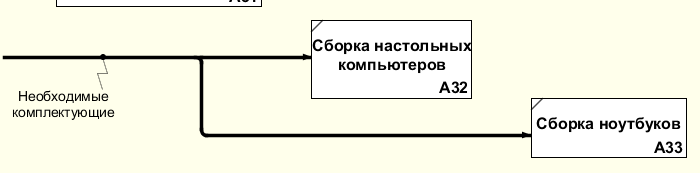 Сборка настольных
компьютеров
A32
Необходимые
комплектующие
Сборка ноутбуков
A33